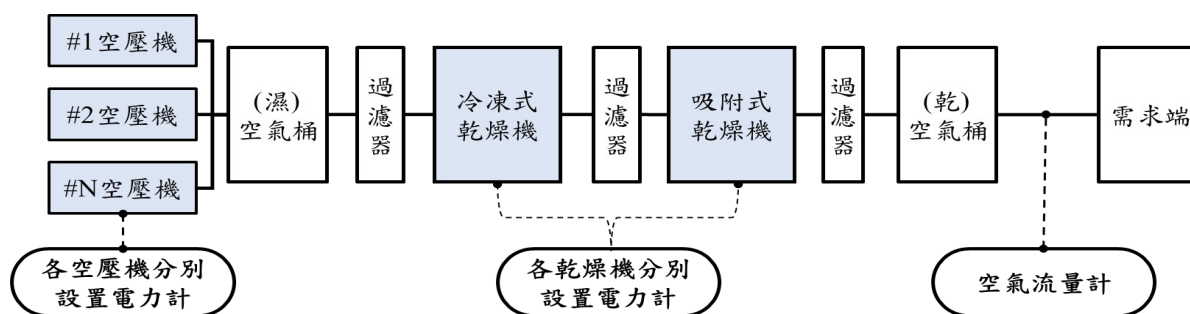 #1空壓機
#2空壓機
#N空壓機
(濕)
空氣桶
過
濾
器
冷凍式
乾燥機
過
濾
器
吸附式
乾燥機
過
濾
器
(乾)
空氣桶
需求端
各空壓機分別
設置電力計
各乾燥機分別
設置電力計
空氣流量計